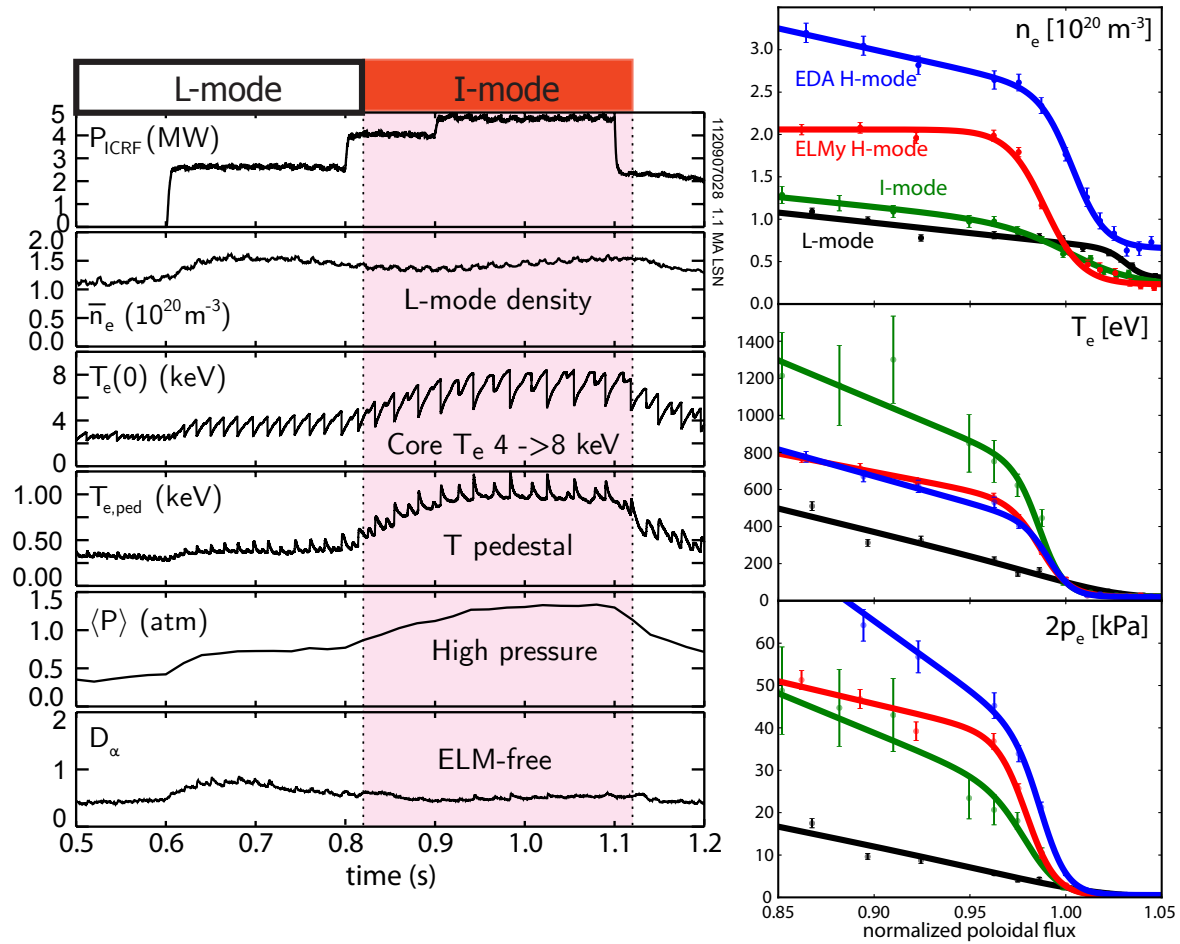 L-mode
I-mode
P_ICRF (MW)
5
4
3
2
1
0
2.0
1.5
1.0
0.5
0.0
n̅_e (10²⁰ m⁻³)
L-mode density
T_e(0) (keV)
8
4
0
Core T_e 4 ->8 keV
T_e,ped (keV)
1.00
0.50
0.00
T pedestal
⟨P⟩ (atm)
1.5
1.0
0.5
0.0
High pressure
D_α
2
1
0
ELM-free
0.5 0.6 0.7 0.8 0.9 1.0 1.1 1.2
time (s)
1120907028 1.1 MA LSN
n_e [10²⁰ m⁻³]
3.0
2.5
2.0
1.5
1.0
0.5
0.0
EDA H-mode
ELMy H-mode
I-mode
L-mode
T_e [eV]
1400
1200
1000
800
600
400
200
0
2p_e [kPa]
60
50
40
30
20
10
0
0.85 0.90 0.95 1.00 1.05
normalized poloidal flux